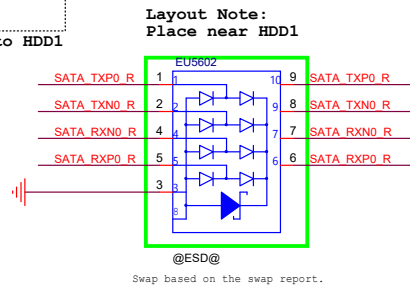 Layout Note:
Place near HDD1
to HDD1
EU5602
SATA_TXP0_R 1 1 10 9 SATA_TXP0_R
SATA_TXN0_R 2 2 9 8 SATA_TXN0_R
SATA_RXN0_R 4 4 7 7 SATA_RXN0_R
SATA_RXP0_R 5 5 6 6 SATA_RXP0_R
3 3
8
@ESD@
Swap based on the swap report.